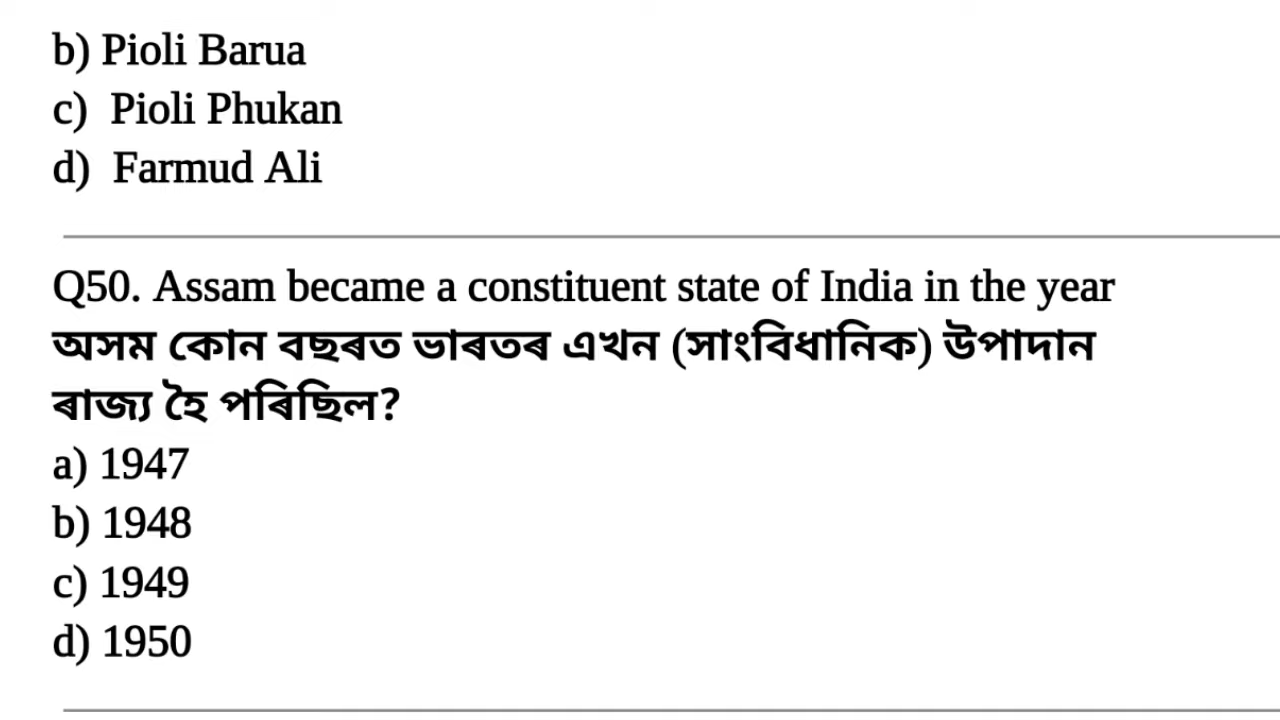 b) Pioli Barua
c) Pioli Phukan
d) Farmud Ali
Q50. Assam became a constituent state of India in the year
অসম কোন বছৰত ভাৰতৰ এখন (সাংবিধানিক) উপাদান
ৰাজ্য হৈ পৰিছিল?
a) 1947
b) 1948
c) 1949
d) 1950